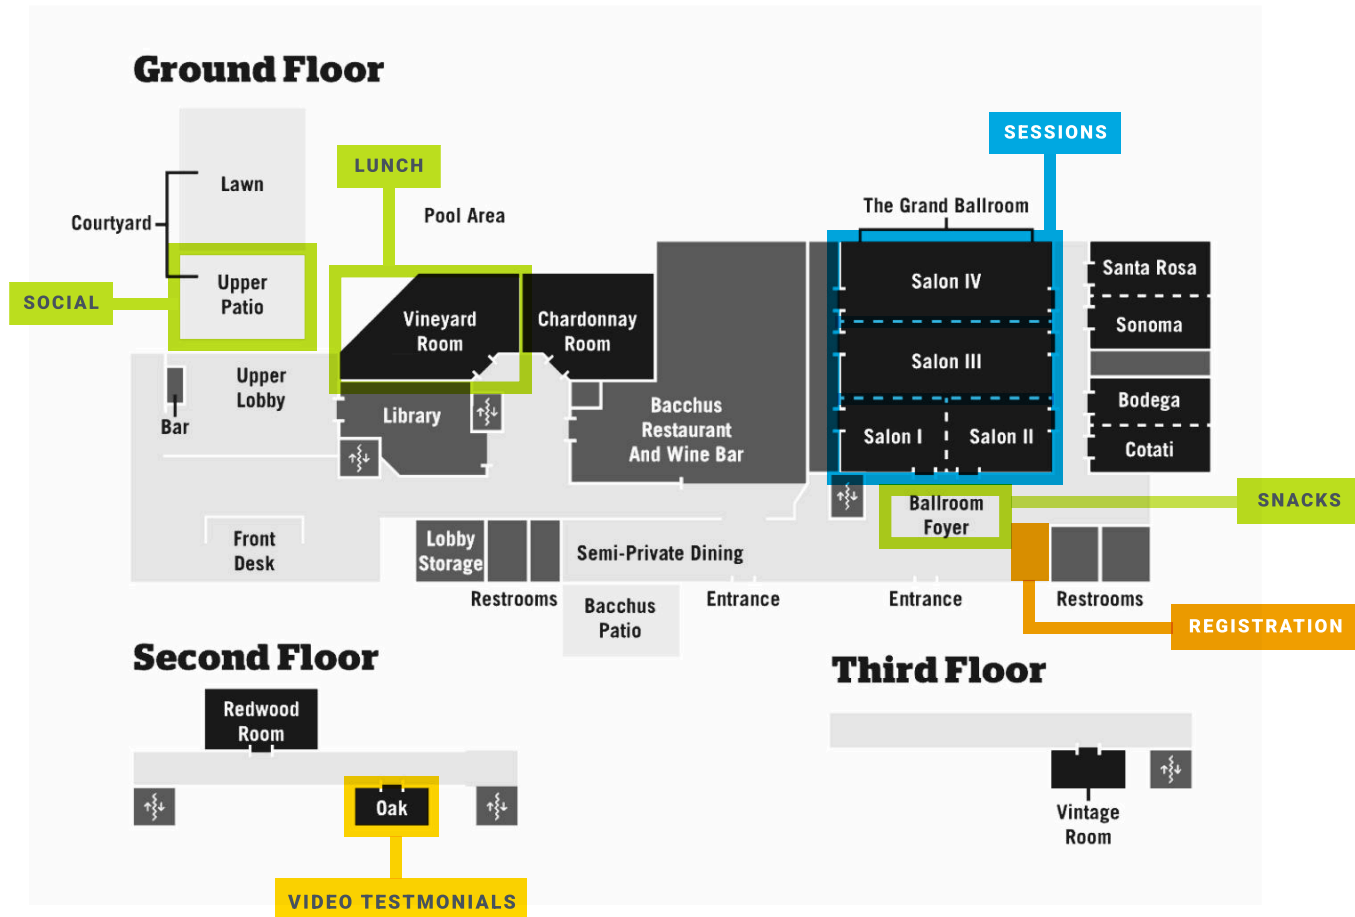 Ground Floor
SESSIONS
LUNCH
Lawn
Pool Area
The Grand Ballroom
Courtyard
Upper
Patio
SOCIAL
Vineyard
Room
Chardonnay
Room
Salon IV
Santa Rosa
Sonoma
Salon III
Upper
Lobby
Bar
Library
Bacchus
Restaurant
And Wine Bar
Salon I
Salon II
Bodega
Cotati
SNACKS
Ballroom
Foyer
Front
Desk
Lobby
Storage
Semi-Private Dining
Restrooms
Bacchus
Patio
Entrance
Entrance
Restrooms
REGISTRATION
Second Floor
Third Floor
Redwood
Room
Oak
Vintage
Room
VIDEO TESTMONIALS